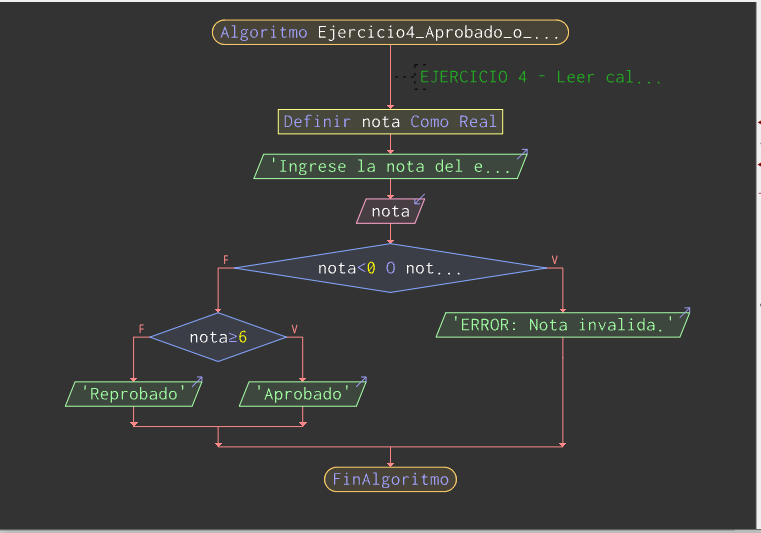 Algoritmo Ejercicio4_Aprobado_o_...
EJERCICIO 4 - Leer cal...
Definir nota Como Real
'Ingrese la nota del e...
nota
nota<0 O not...
F
V
'ERROR: Nota invalida.'
nota≥6
F
V
'Reprobado'
'Aprobado'
FinAlgoritmo